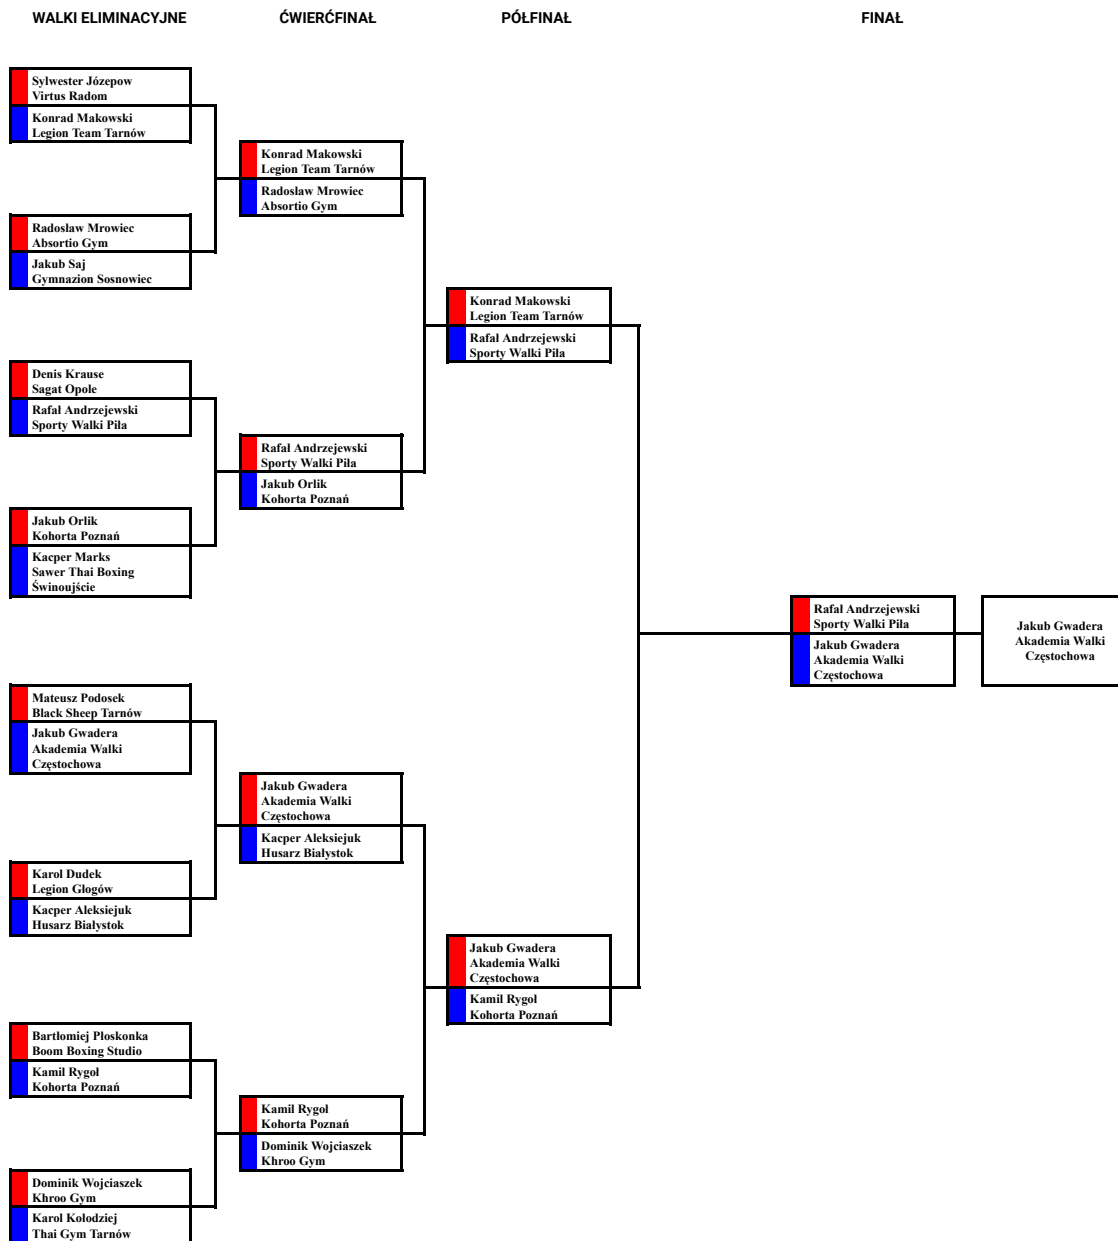 WALKI ELIMINACYJNE
ĆWIERĆFINAŁ
PÓŁFINAŁ
FINAŁ
Sylwester Józepow
Virtus Radom
Konrad Makowski
Legion Team Tarnów
Radosław Mrowiec
Absortio Gym
Jakub Saj
Gymnazion Sosnowiec
Denis Krause
Sagat Opole
Rafał Andrzejewski
Sporty Walki Piła
Jakub Orlik
Kohorta Poznań
Kacper Marks
Sawer Thai Boxing
Świnoujście
Mateusz Podosek
Black Sheep Tarnów
Jakub Gwadera
Akademia Walki
Częstochowa
Karol Dudek
Legion Głogów
Kacper Aleksiejuk
Husarz Białystok
Bartłomiej Płoskonka
Boom Boxing Studio
Kamil Rygoł
Kohorta Poznań
Dominik Wojciaszek
Khroo Gym
Karol Kołodziej
Thai Gym Tarnów
Konrad Makowski
Legion Team Tarnów
Radosław Mrowiec
Absortio Gym
Rafał Andrzejewski
Sporty Walki Piła
Jakub Orlik
Kohorta Poznań
Jakub Gwadera
Akademia Walki
Częstochowa
Kacper Aleksiejuk
Husarz Białystok
Kamil Rygoł
Kohorta Poznań
Dominik Wojciaszek
Khroo Gym
Konrad Makowski
Legion Team Tarnów
Rafał Andrzejewski
Sporty Walki Piła
Jakub Gwadera
Akademia Walki
Częstochowa
Kamil Rygoł
Kohorta Poznań
Rafał Andrzejewski
Sporty Walki Piła
Jakub Gwadera
Akademia Walki
Częstochowa
Jakub Gwadera
Akademia Walki
Częstochowa